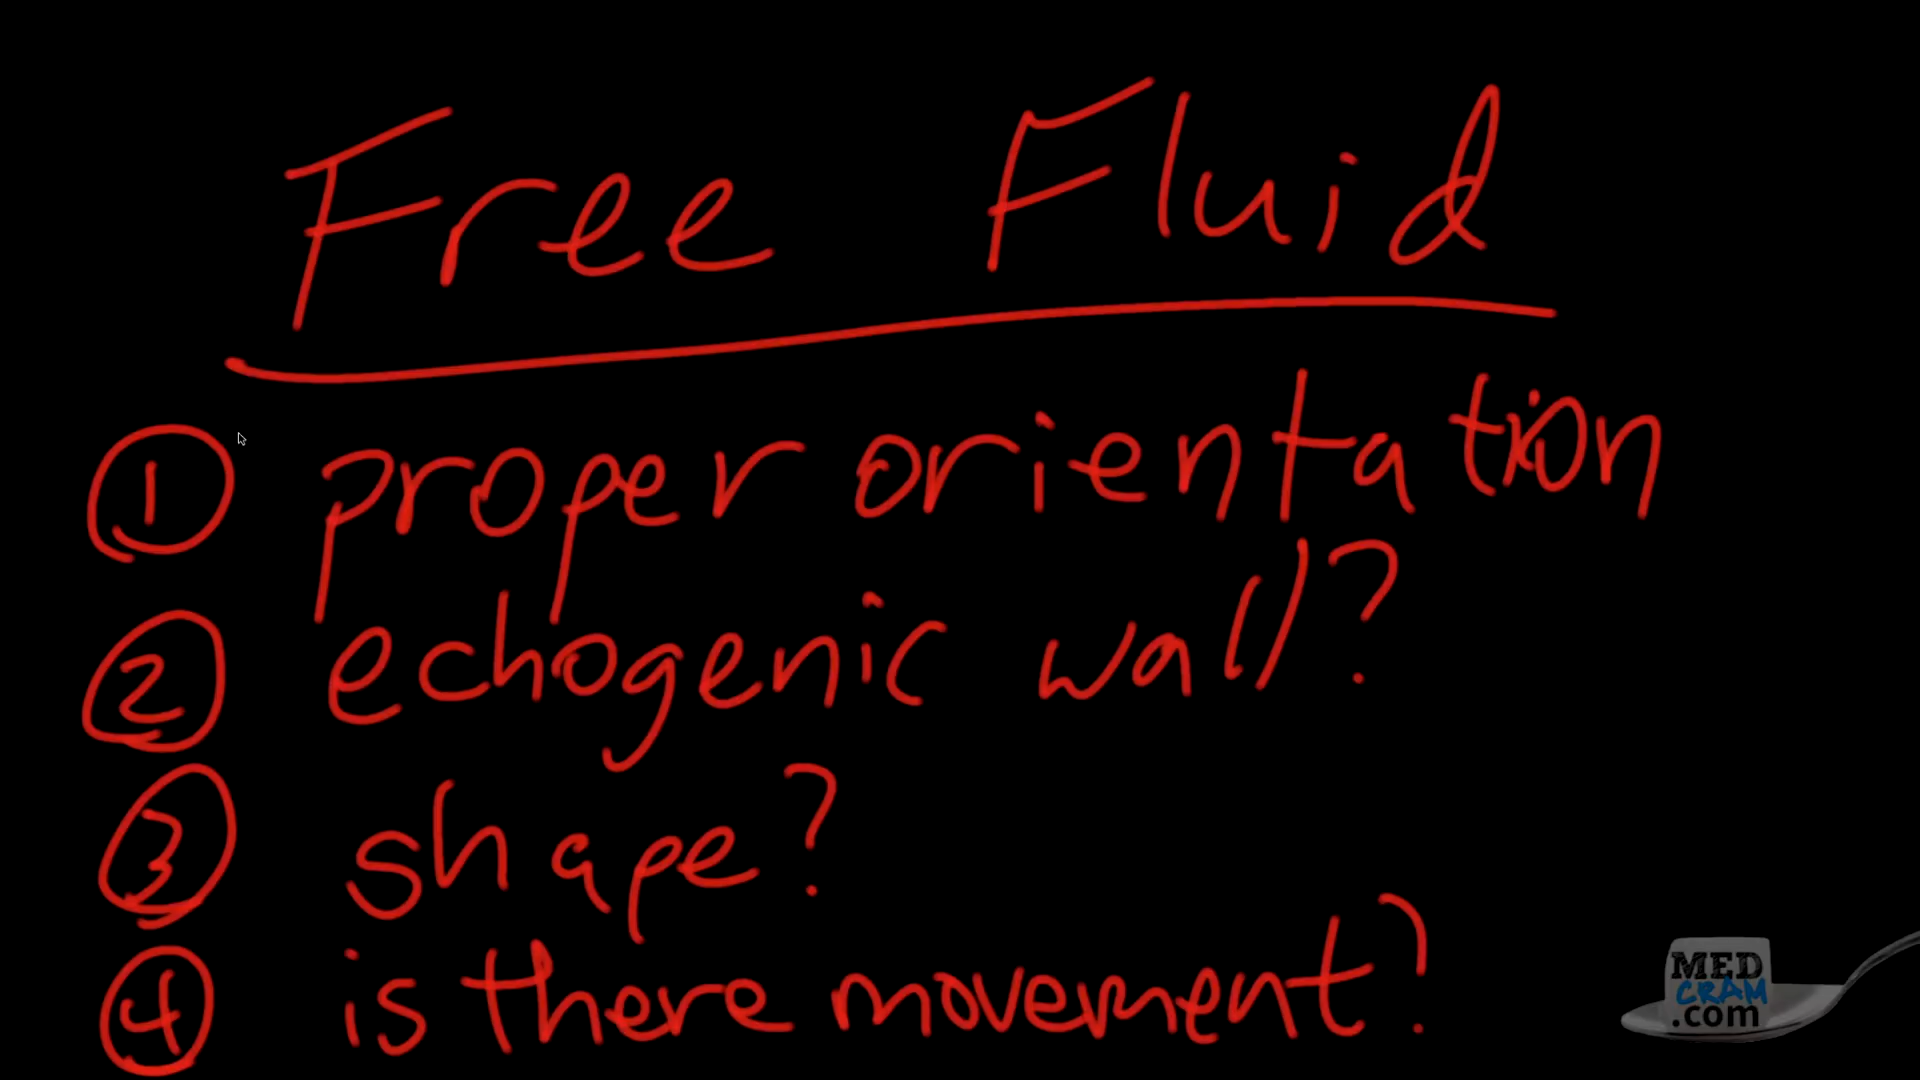 Free Fluid
1 proper orientation
2 echogenic wall?
3 shape?
4 is there movement?
MED
CRAM
.com